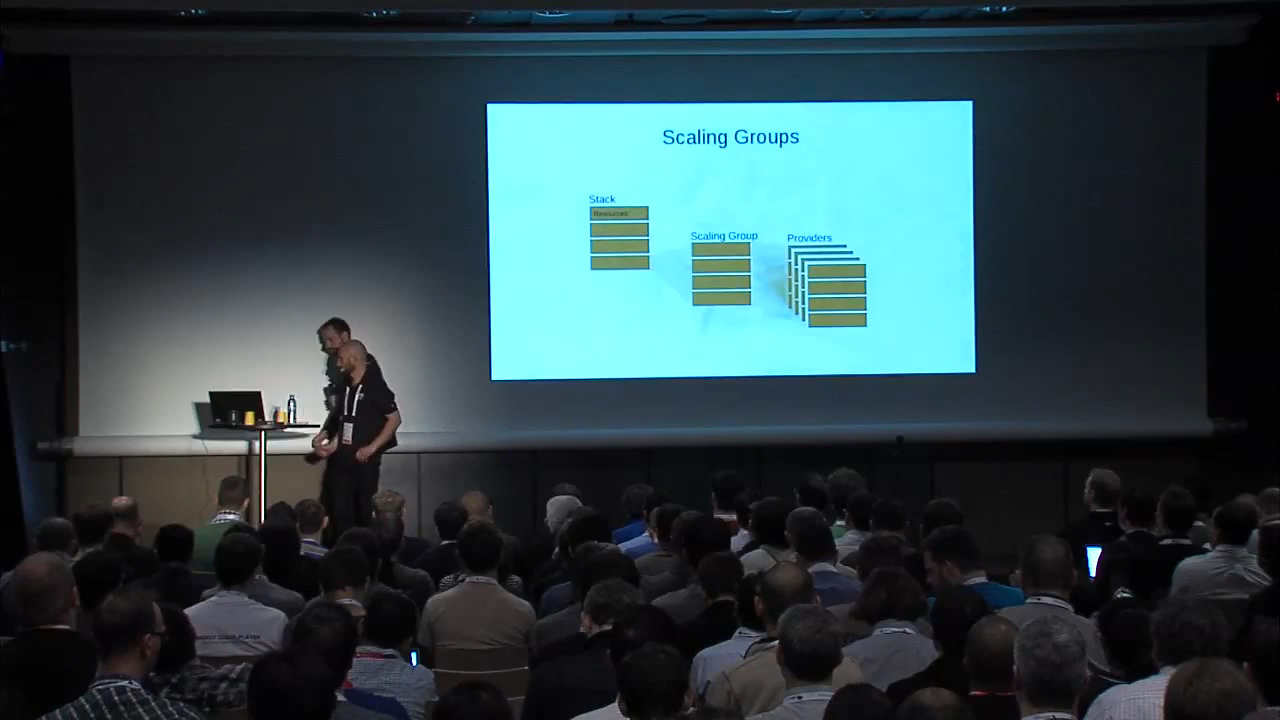 Scaling Groups
Stack
Resources
Scaling Group
Providers